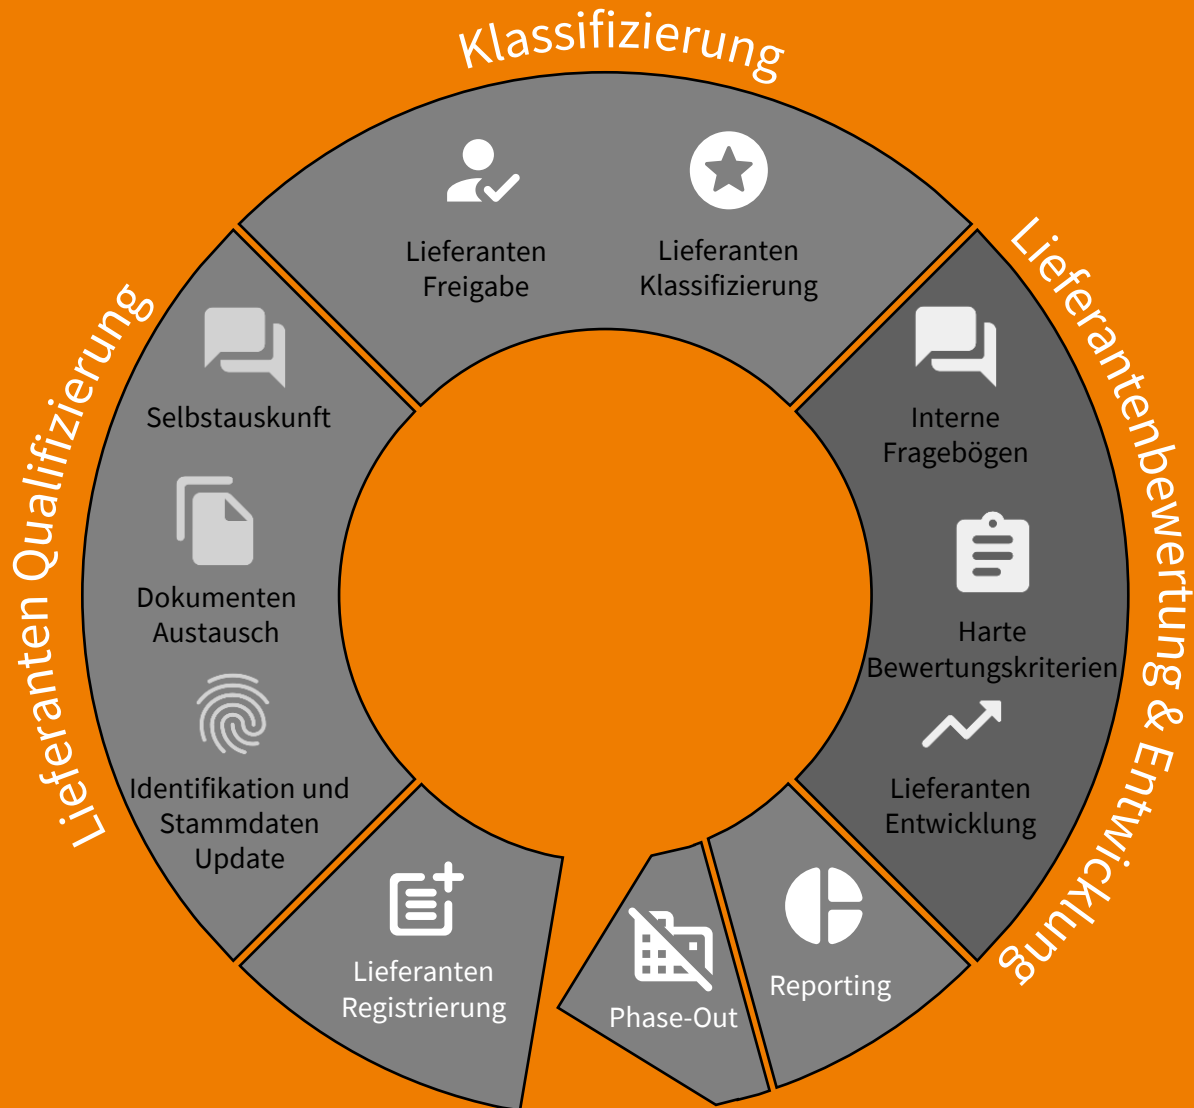 Klassifizierung
Lieferanten
Freigabe
Lieferanten
Klassifizierung
Lieferanten Qualifizierung
Selbstauskunft
Dokumenten
Austausch
Identifikation und
Stammdaten
Update
Lieferantenbewertung & Entwicklung
Interne
Fragebögen
Harte
Bewertungskriterien
Lieferanten
Entwicklung
Lieferanten
Registrierung
Phase-Out
Reporting